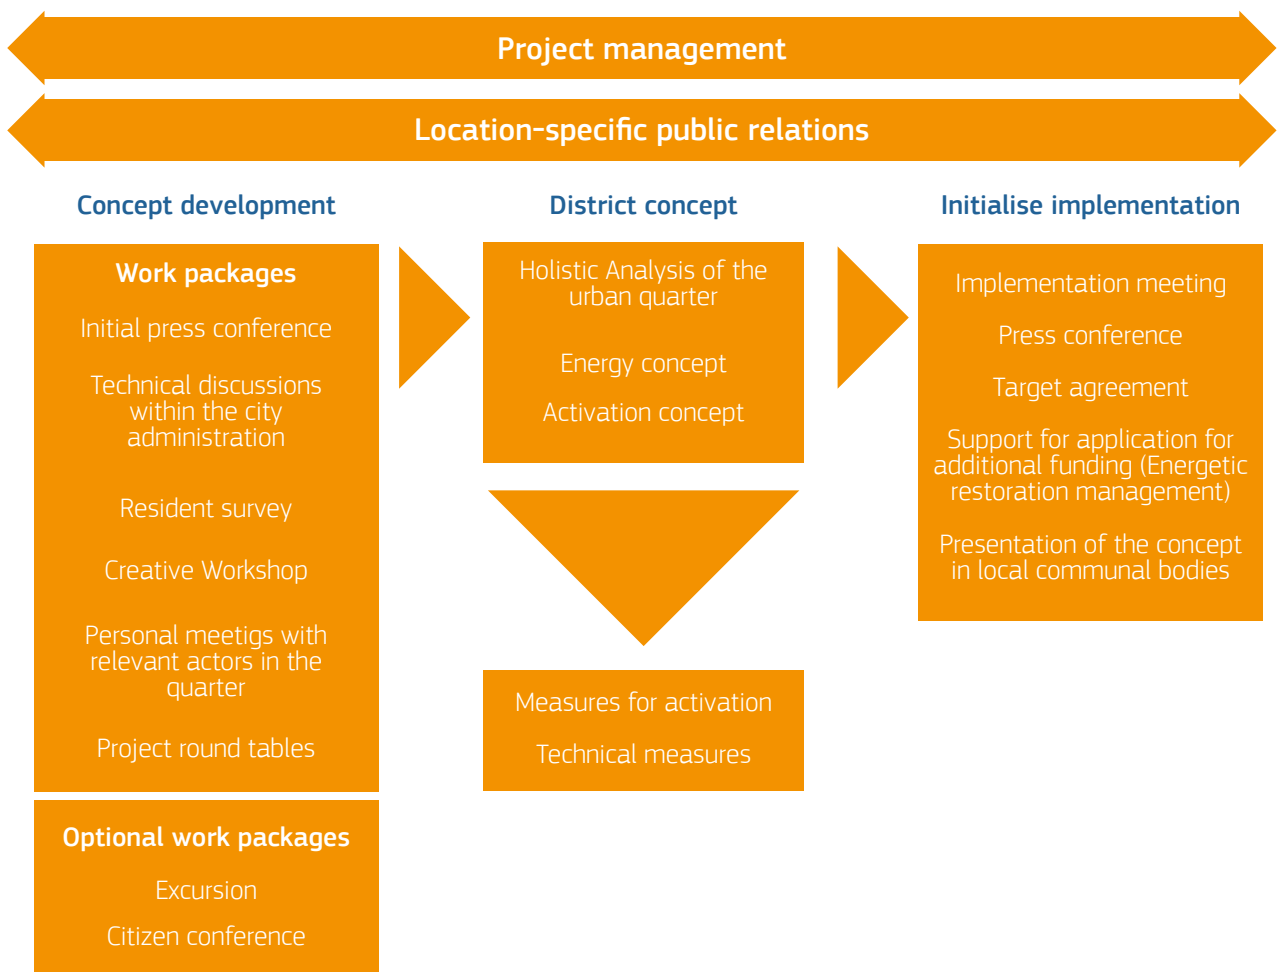 Project management
Location-specific public relations
Concept development
Work packages
Initial press conference
Technical discussions
within the city
administration
Resident survey
Creative Workshop
Personal meetigs with
relevant actors in the
quarter
Project round tables
Optional work packages
Excursion
Citizen conference
District concept
Holistic Analysis of the
urban quarter
Energy concept
Activation concept
Measures for activation
Technical measures
Initialise implementation
Implementation meeting
Press conference
Target agreement
Support for application for
additional funding (Energetic
restoration management)
Presentation of the concept
in local communal bodies